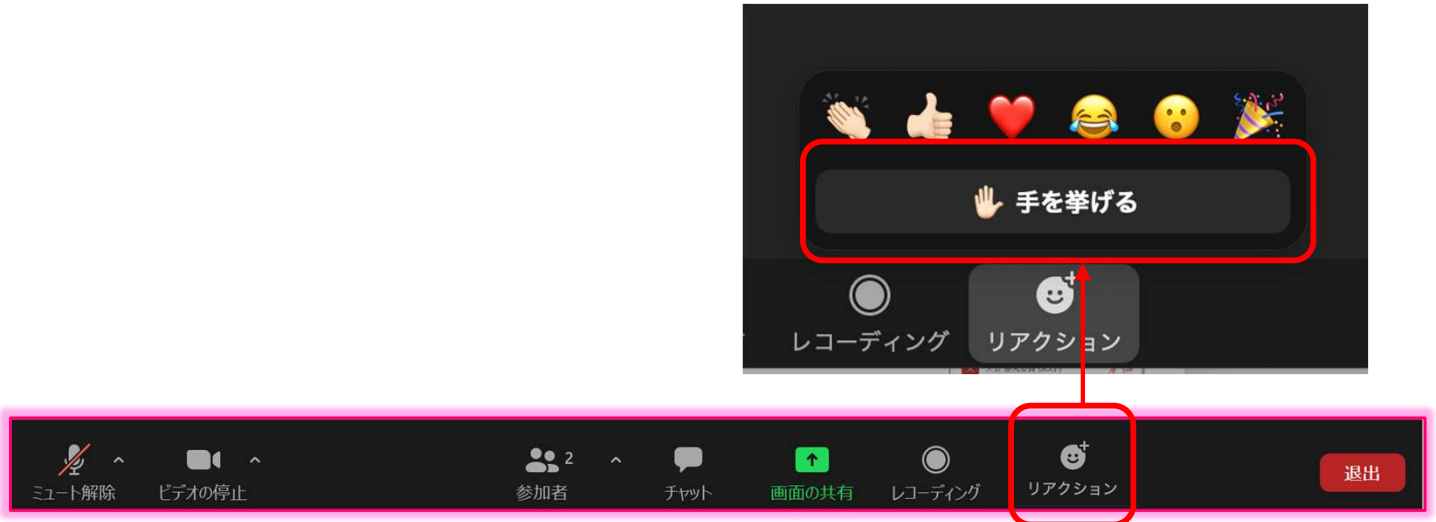 手を挙げる
レコーディング
リアクション
ミュート解除
ビデオの停止
2
参加者
チャット
画面の共有
レコーディング
リアクション
退出